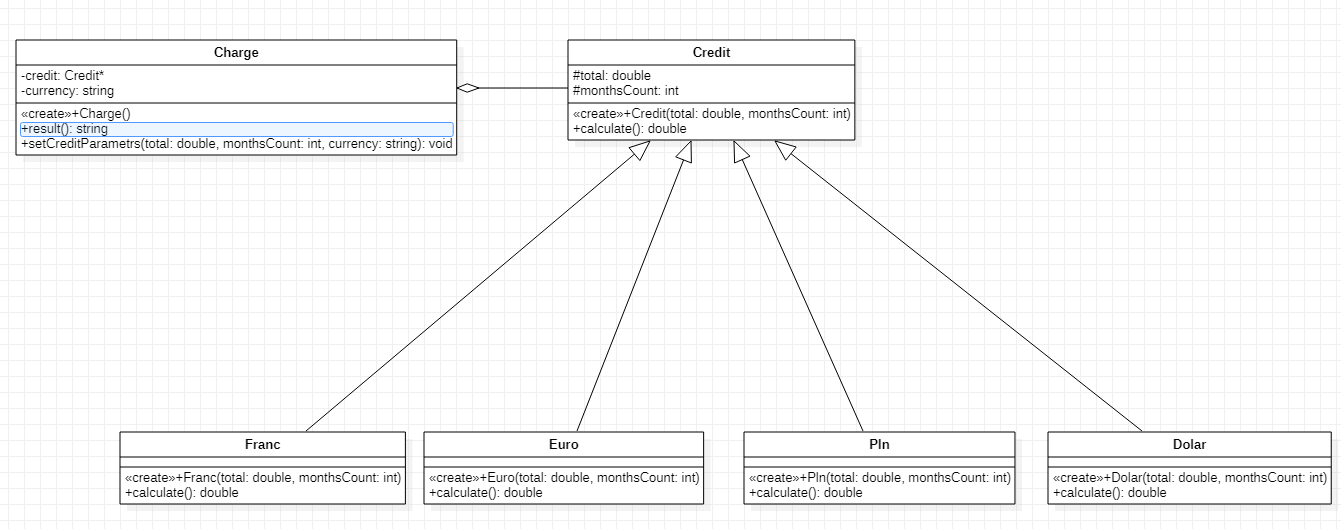 Charge
-credit: Credit*
-currency: string
«create»+Charge()
+result(): string
+setCreditParametrs(total: double, monthsCount: int, currency: string): void
Credit
#total: double
#monthsCount: int
«create»+Credit(total: double, monthsCount: int)
+calculate(): double
Franc
«create»+Franc(total: double, monthsCount: int)
+calculate(): double
Euro
«create»+Euro(total: double, monthsCount: int)
+calculate(): double
Pln
«create»+Pln(total: double, monthsCount: int)
+calculate(): double
Dolar
«create»+Dolar(total: double, monthsCount: int)
+calculate(): double